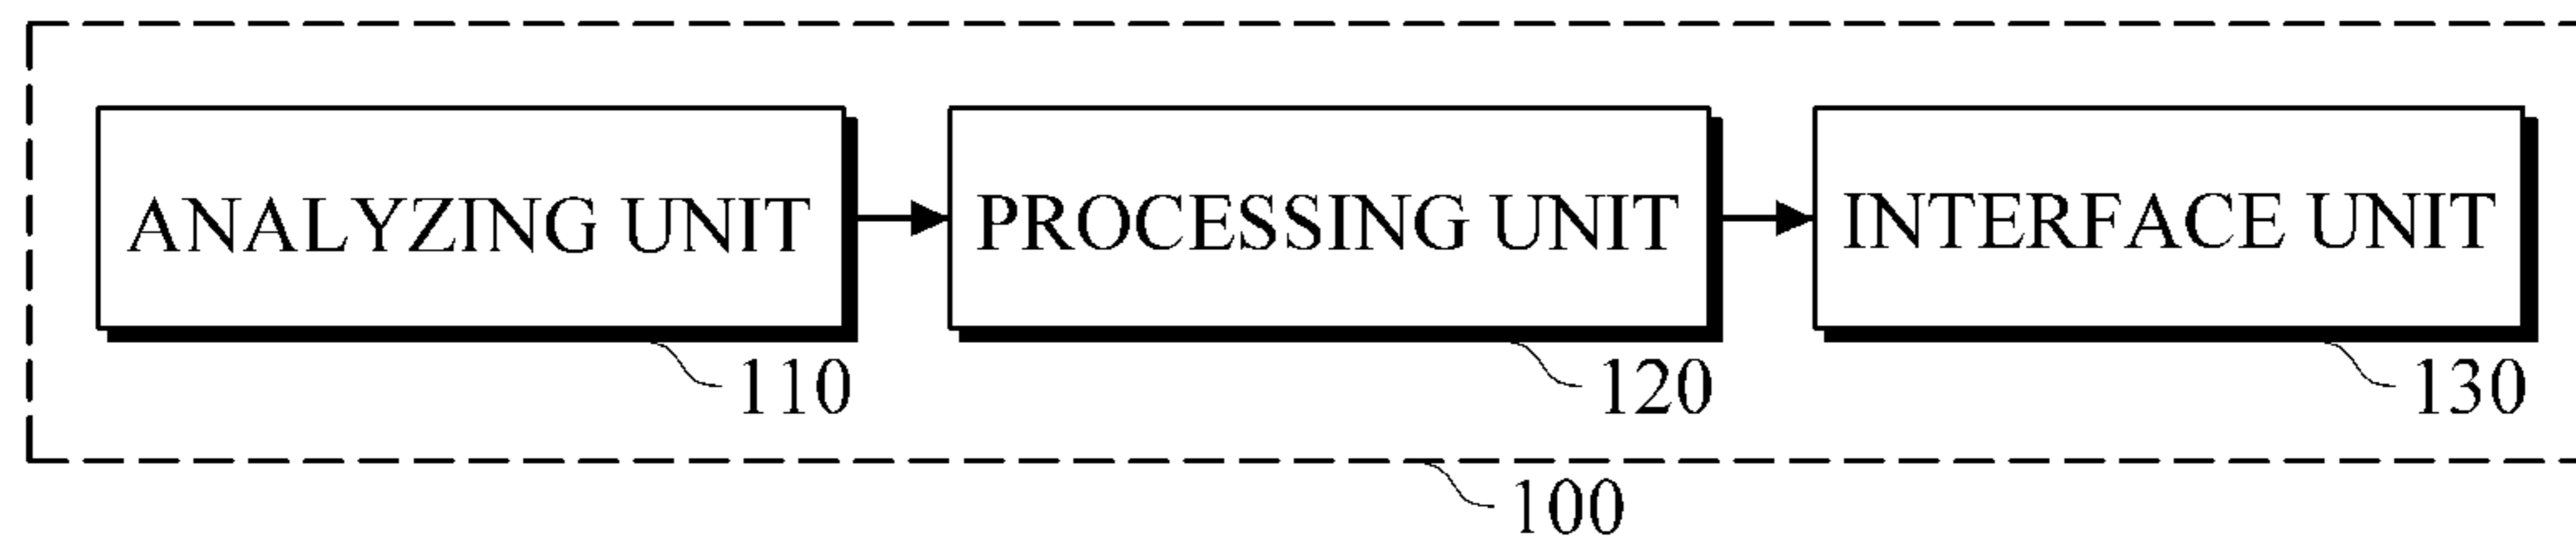 ANALYZING UNIT PROCESSING UNIT INTERFACE UNIT
110 120 130
100